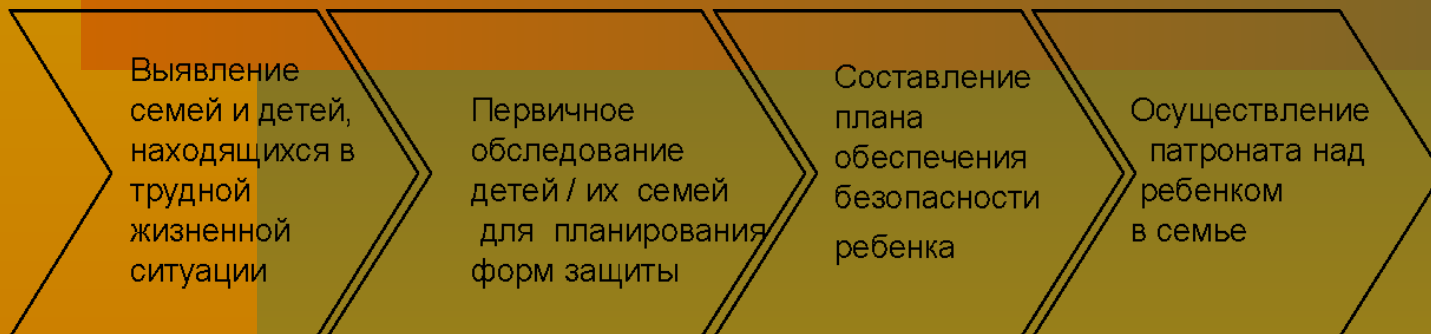 Выявление
семей и детей,
находящихся в
трудной
жизненной
ситуации
Первичное
обследование
детей / их семей
для планирования
форм защиты
Составление
плана
обеспечения
безопасности
ребенка
Осуществление
патроната над
ребенком
в семье